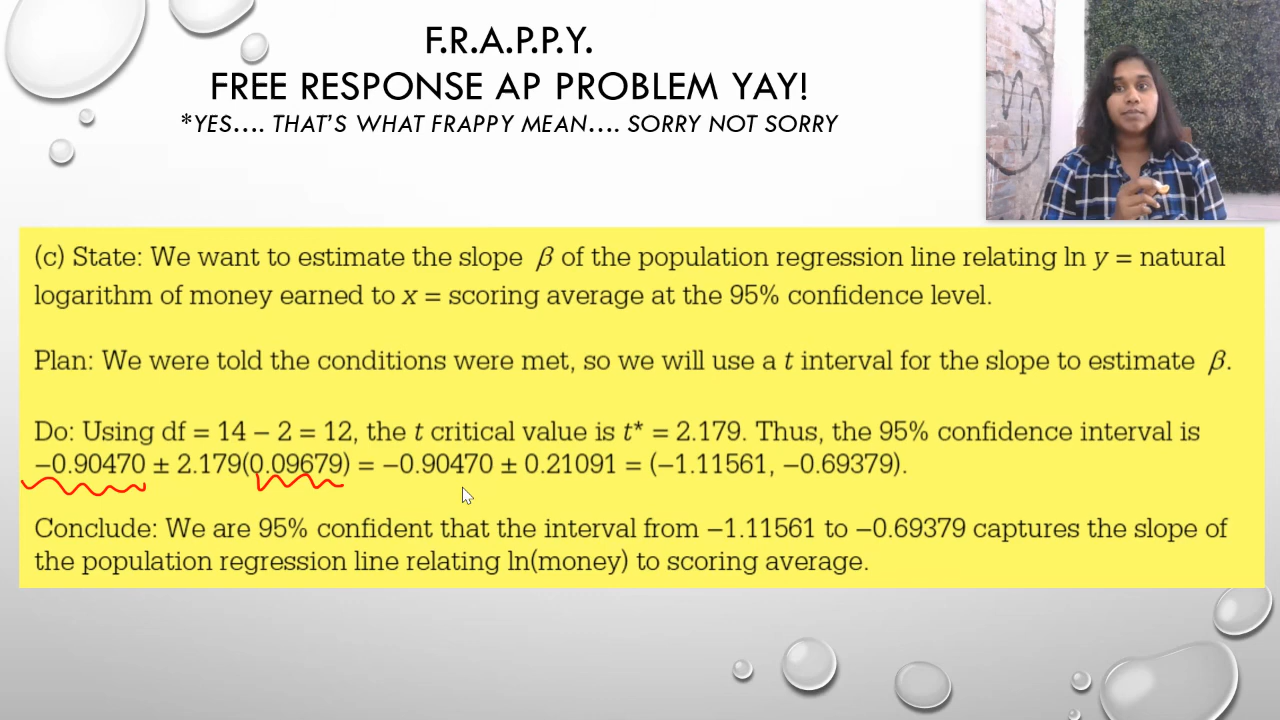 F.R.A.P.P.Y.
FREE RESPONSE AP PROBLEM YAY!
*YES.... THAT'S WHAT FRAPPY MEAN.... SORRY NOT SORRY
(c) State: We want to estimate the slope β of the population regression line relating ln y = natural
logarithm of money earned to x = scoring average at the 95% confidence level.
Plan: We were told the conditions were met, so we will use a t interval for the slope to estimate β.
Do: Using df = 14 − 2 = 12, the t critical value is t* = 2.179. Thus, the 95% confidence interval is
−0.90470 ± 2.179(0.09679) = −0.90470 ± 0.21091 = (−1.11561, −0.69379).
Conclude: We are 95% confident that the interval from −1.11561 to −0.69379 captures the slope of
the population regression line relating ln(money) to scoring average.